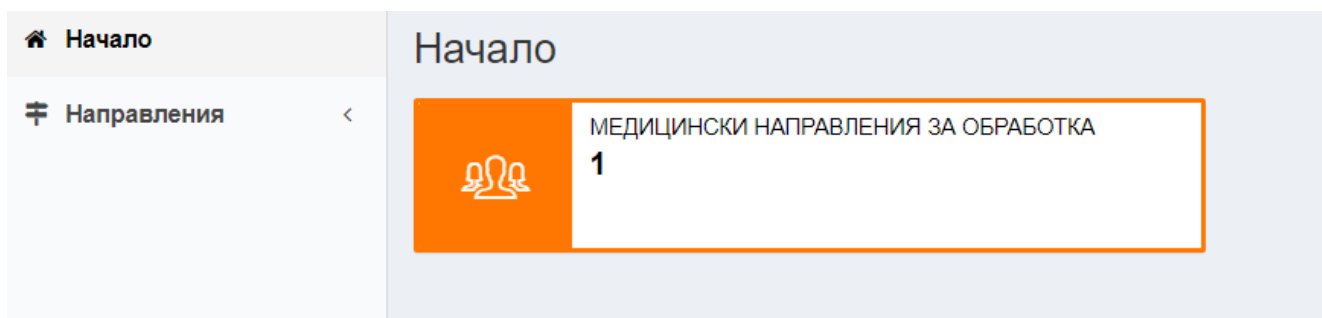 Начало
Направления
Начало
МЕДИЦИНСКИ НАПРАВЛЕНИЯ ЗА ОБРАБОТКА
1